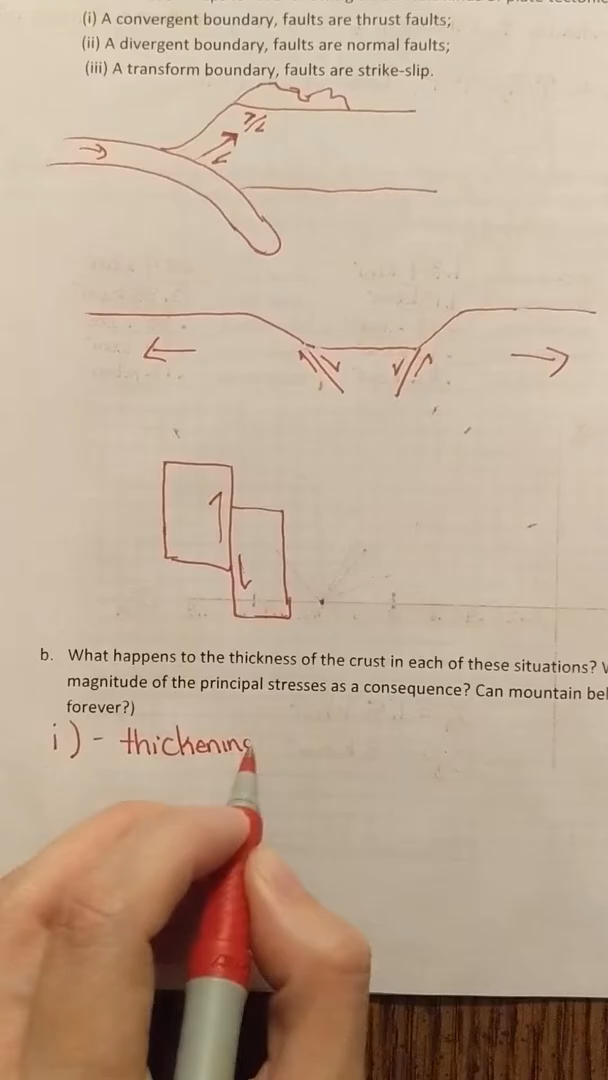 (i) A convergent boundary, faults are thrust faults;
(ii) A divergent boundary, faults are normal faults;
(iii) A transform boundary, faults are strike-slip.
b. What happens to the thickness of the crust in each of these situations?
magnitude of the principal stresses as a consequence? Can mountain
forever?)
i) - thickening